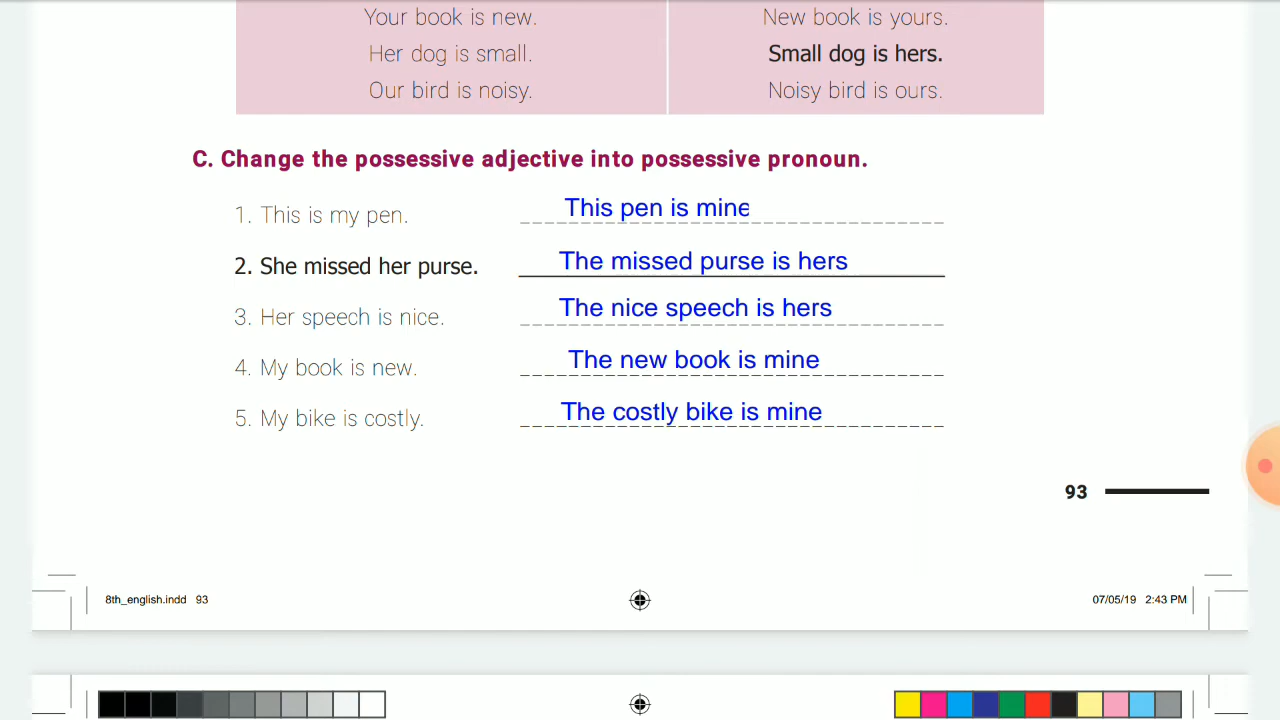 Your book is new. New book is yours.
Her dog is small. Small dog is hers.
Our bird is noisy. Noisy bird is ours.
C. Change the possessive adjective into possessive pronoun.
1. This is my pen. This pen is mine
2. She missed her purse. The missed purse is hers
3. Her speech is nice. The nice speech is hers
4. My book is new. The new book is mine
5. My bike is costly. The costly bike is mine
93
8th_english.indd 93 07/05/19 2:43 PM